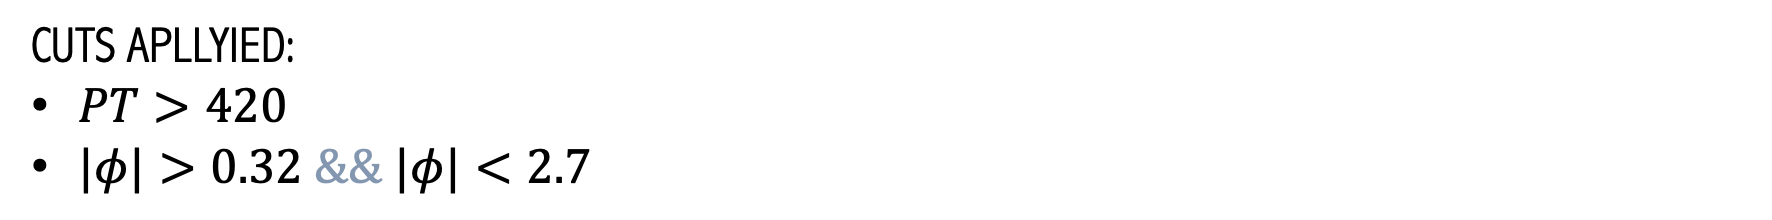 CUTS APLLYIED:
• PT > 420
• |ϕ| > 0.32 && |ϕ| < 2.7